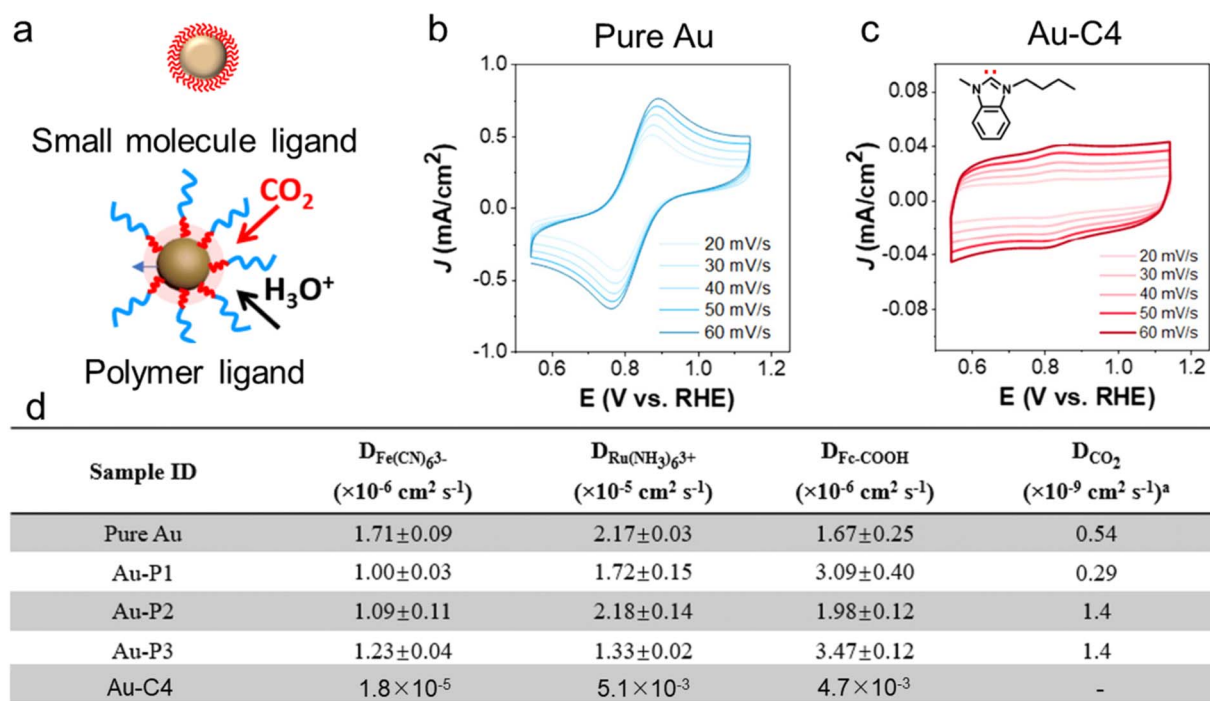 a
Small molecule ligand
CO2
H3O+
Polymer ligand
b
Pure Au
J (mA/cm2)
1.0
0.5
0.0
-0.5
-1.0
20 mV/s
30 mV/s
40 mV/s
50 mV/s
60 mV/s
0.6 0.8 1.0 1.2
E (V vs. RHE)
c
Au-C4
N
N
J (mA/cm2)
0.08
0.04
0.00
-0.04
-0.08
20 mV/s
30 mV/s
40 mV/s
50 mV/s
60 mV/s
0.6 0.8 1.0 1.2
E (V vs. RHE)
d
Sample ID DFe(CN)63- (×10-6 cm2 s-1) DRu(NH3)63+ (×10-5 cm2 s-1) DFc-COOH (×10-6 cm2 s-1) DCO2 (×10-9 cm2 s-1)a
Pure Au 1.71±0.09 2.17±0.03 1.67±0.25 0.54
Au-P1 1.00±0.03 1.72±0.15 3.09±0.40 0.29
Au-P2 1.09±0.11 2.18±0.14 1.98±0.12 1.4
Au-P3 1.23±0.04 1.33±0.02 3.47±0.12 1.4
Au-C4 1.8×10-5 5.1×10-3 4.7×10-3 -